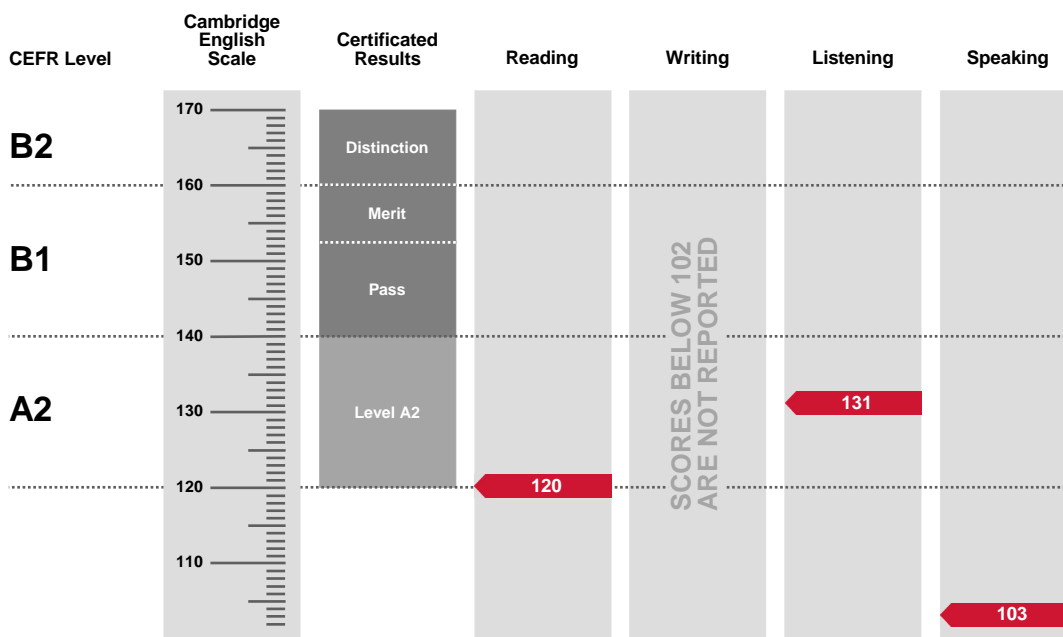 CEFR Level
Cambridge
English
Scale
Certificated
Results
Reading
Writing
Listening
Speaking
170
B2
Distinction
160
Merit
B1
150
Pass
140
A2
130
Level A2
120
110
SCORES BELOW 102
ARE NOT REPORTED
120
131
103